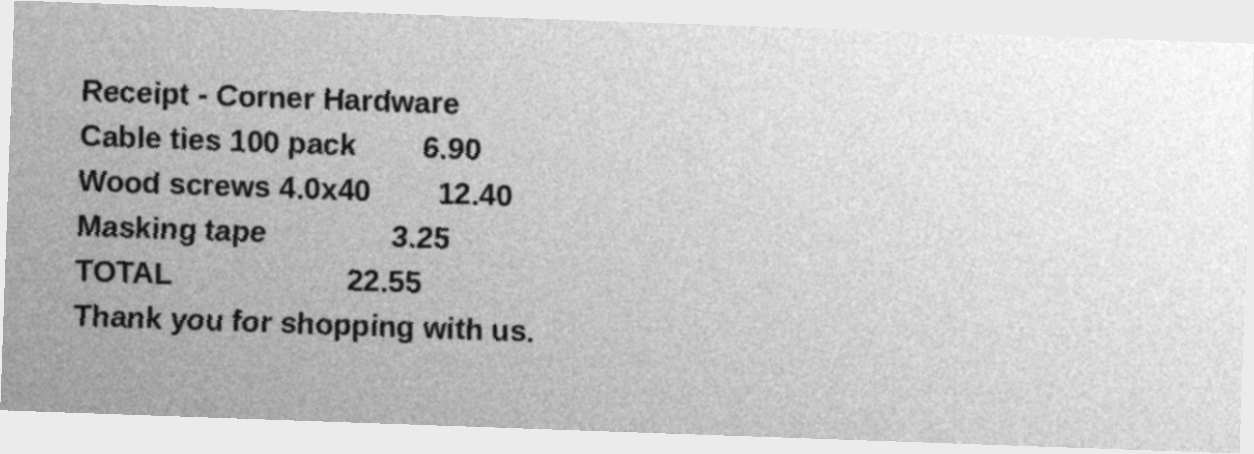 Receipt - Corner Hardware
Cable ties 100 pack 6.90
Wood screws 4.0x40 12.40
Masking tape 3.25
TOTAL 22.55
Thank you for shopping with us.